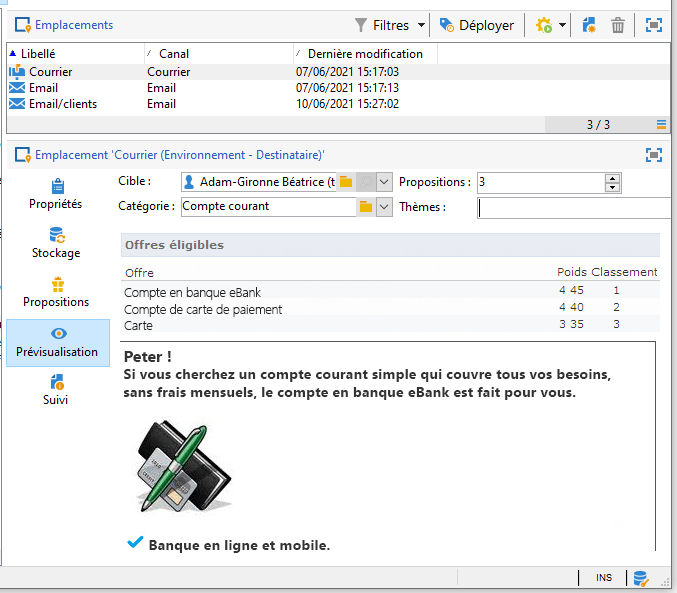 Emplacements Filtres Déployer
Libellé Canal Dernière modification
Courrier Courrier 07/06/2021 15:17:03
Email Email 07/06/2021 15:17:13
Email/clients Email 10/06/2021 15:27:02
3 / 3
Emplacement 'Courrier (Environnement - Destinataire)'
Propriétés
Stockage
Propositions
Prévisualisation
Suivi
Cible : Adam-Gironne Béatrice (t Propositions : 3
Catégorie : Compte courant Thèmes :
Offres éligibles
Offre Poids Classement
Compte en banque eBank 4 45 1
Compte de carte de paiement 4 40 2
Carte 3 35 3
Peter !
Si vous cherchez un compte courant simple qui couvre tous vos besoins,
sans frais mensuels, le compte en banque eBank est fait pour vous.
Banque en ligne et mobile.
INS